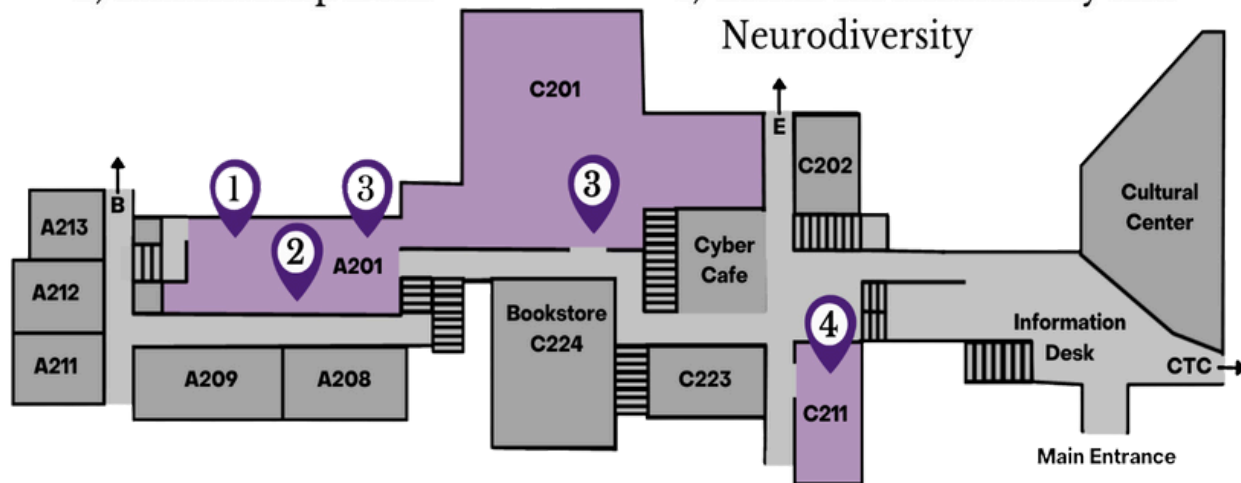 Neurodiversity
C201
E
C202
Cultural
Center
1
3
3
B
A213
2
A201
Cyber
Cafe
A212
Bookstore
C224
4
Information
Desk
A211
A209
A208
C223
CTC
C211
Main Entrance